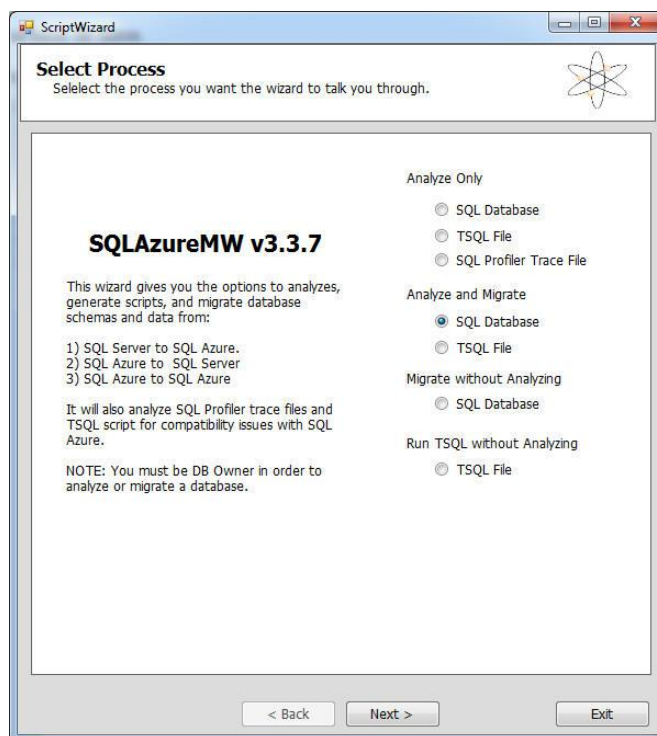 ScriptWizard
Select Process
Selelect the process you want the wizard to talk you through.
SQLAzureMW v3.3.7
This wizard gives you the options to analyzes,
generate scripts, and migrate database
schemas and data from:
1) SQL Server to SQL Azure.
2) SQL Azure to SQL Server
3) SQL Azure to SQL Azure
It will also analyze SQL Profiler trace files and
TSQL script for compatibility issues with SQL
Azure.
NOTE: You must be DB Owner in order to
analyze or migrate a database.
Analyze Only
SQL Database
TSQL File
SQL Profiler Trace File
Analyze and Migrate
SQL Database
TSQL File
Migrate without Analyzing
SQL Database
Run TSQL without Analyzing
TSQL File
< Back
Next >
Exit